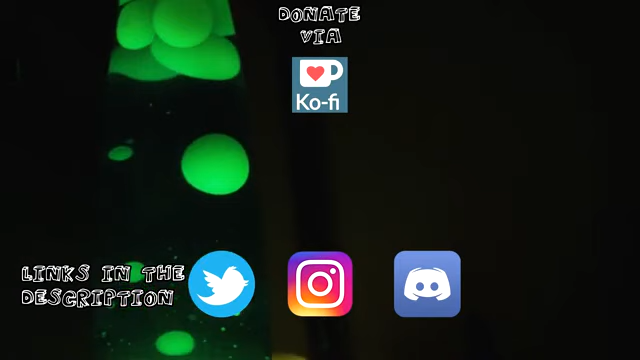 DONATE
VIA
Ko-fi
LINKS IN THE
DESCRIPTION